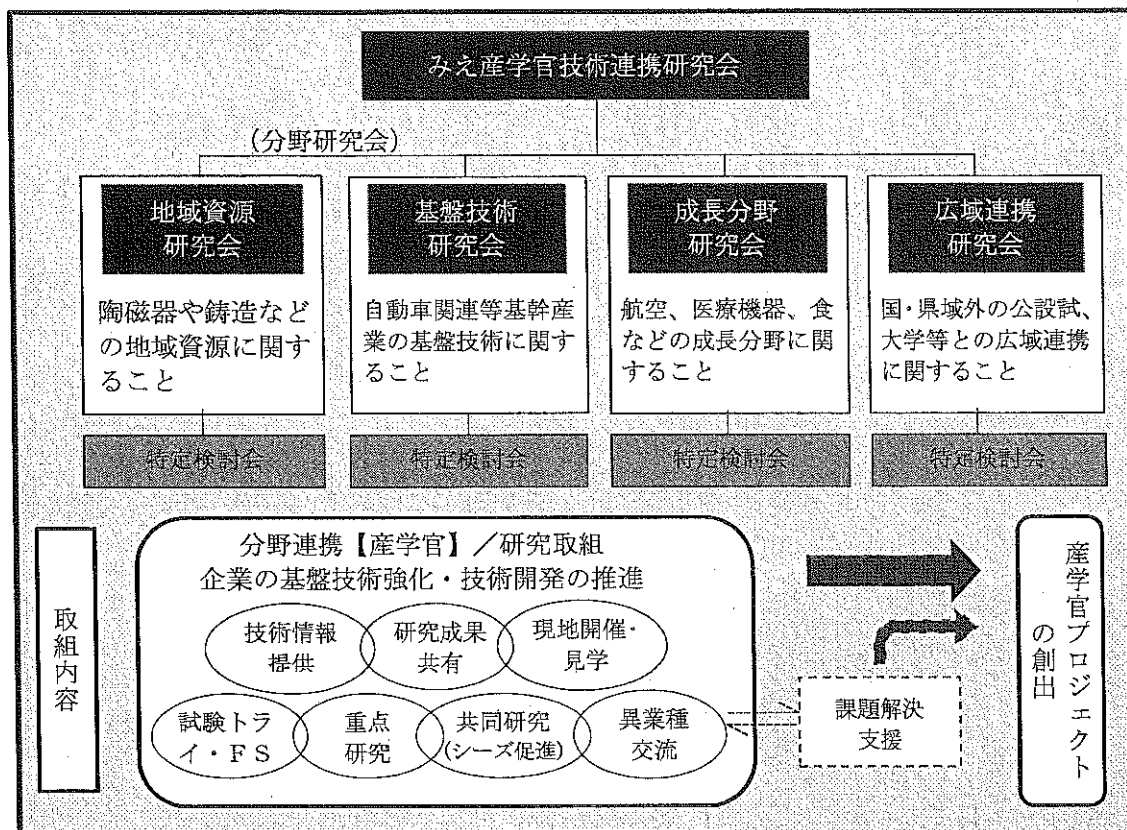 みえ産学官技術連携研究会
(分野研究会)
地域資源
研究会
陶磁器や鋳造など
の地域資源に関す
ること
特定検討会
基盤技術
研究会
自動車関連等基幹産
業の基盤技術に関す
ること
特定検討会
成長分野
研究会
航空、医療機器、食
などの成長分野に関
すること
特定検討会
広域連携
研究会
国・県域外の公設試、
大学等との広域連携
に関すること
特定検討会
取組内容
分野連携【産学官】/研究取組
企業の基盤技術強化・技術開発の推進
技術情報
提供
研究成果
共有
現地開催・
見学
試験トラ
イ・FS
重点
研究
共同研究
(シーズ促進)
異業種
交流
課題解決
支援
産学官プロジェクト
の創出